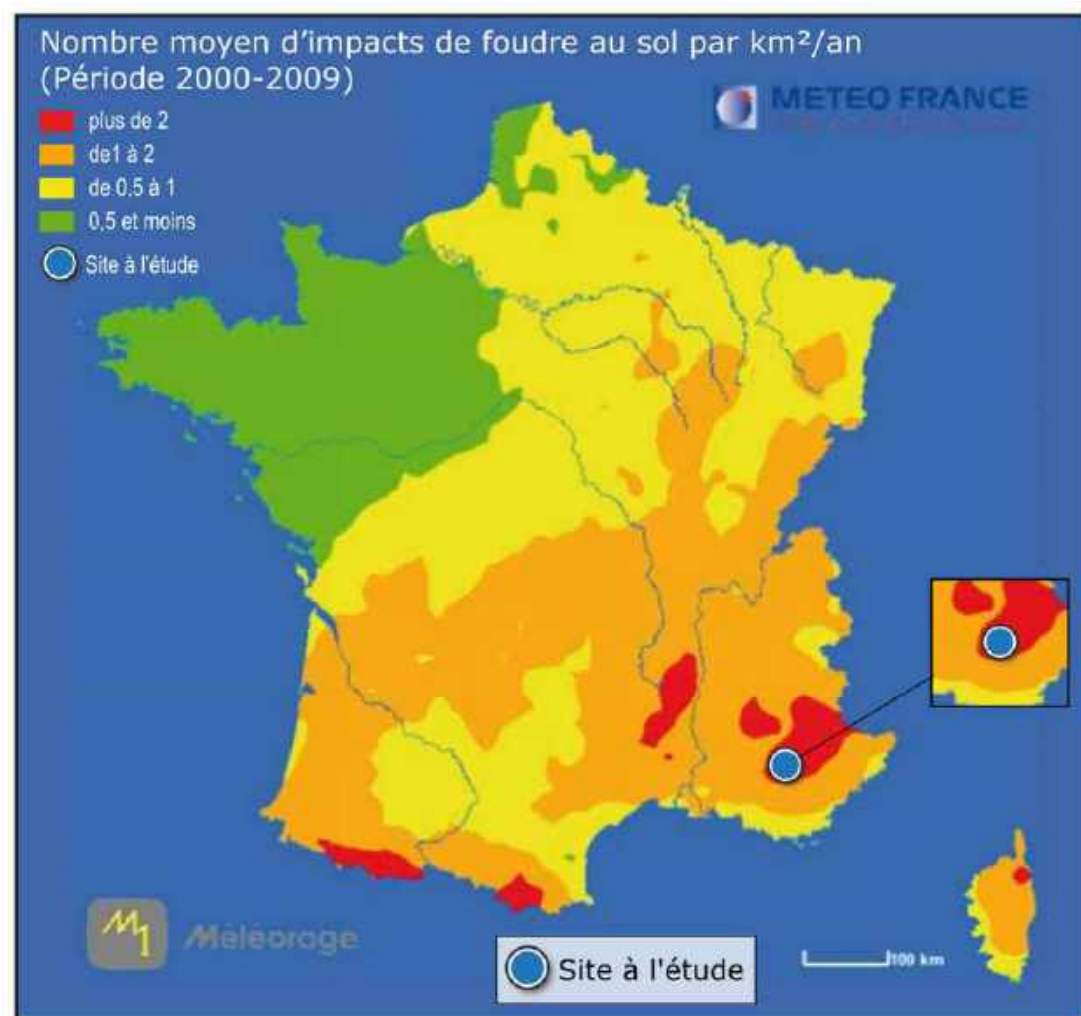 Nombre moyen d'impacts de foudre au sol par km²/an
(Période 2000-2009)
METEO FRANCE
plus de 2
de1 à 2
de 0,5 à 1
0,5 et moins
Site à l'étude
Météorage
Site à l'étude
100 km